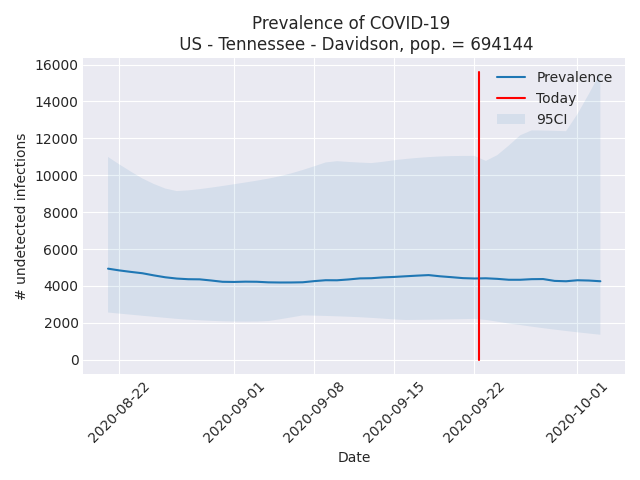 Prevalence of COVID-19
US - Tennessee - Davidson, pop. = 694144
16000
14000
12000
10000
8000
6000
4000
2000
0
# undetected infections
Prevalence
Today
95CI
2020-08-22
2020-09-01
2020-09-08
2020-09-15
2020-09-22
2020-10-01
Date